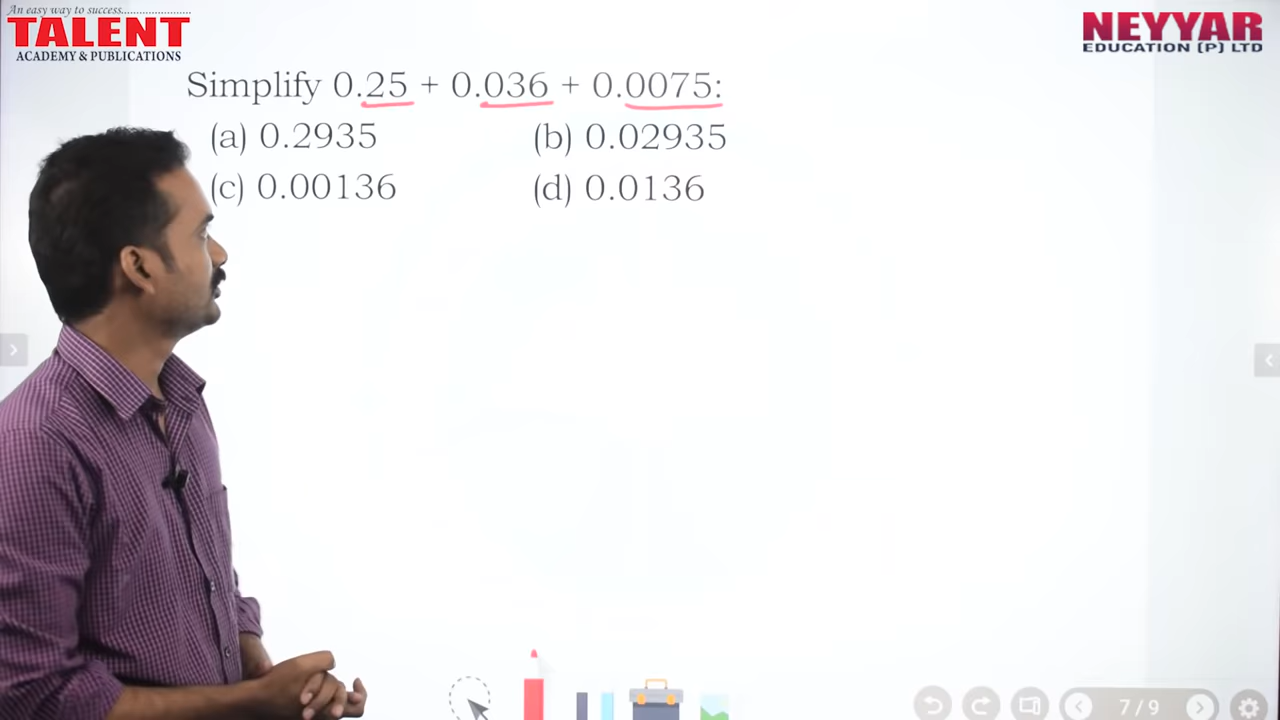 An easy way to success......................
TALENT
ACADEMY & PUBLICATIONS
NEYYAR
EDUCATION (P) LTD
Simplify 0.25 + 0.036 + 0.0075:
(a) 0.2935 (b) 0.02935
(c) 0.00136 (d) 0.0136
7/9